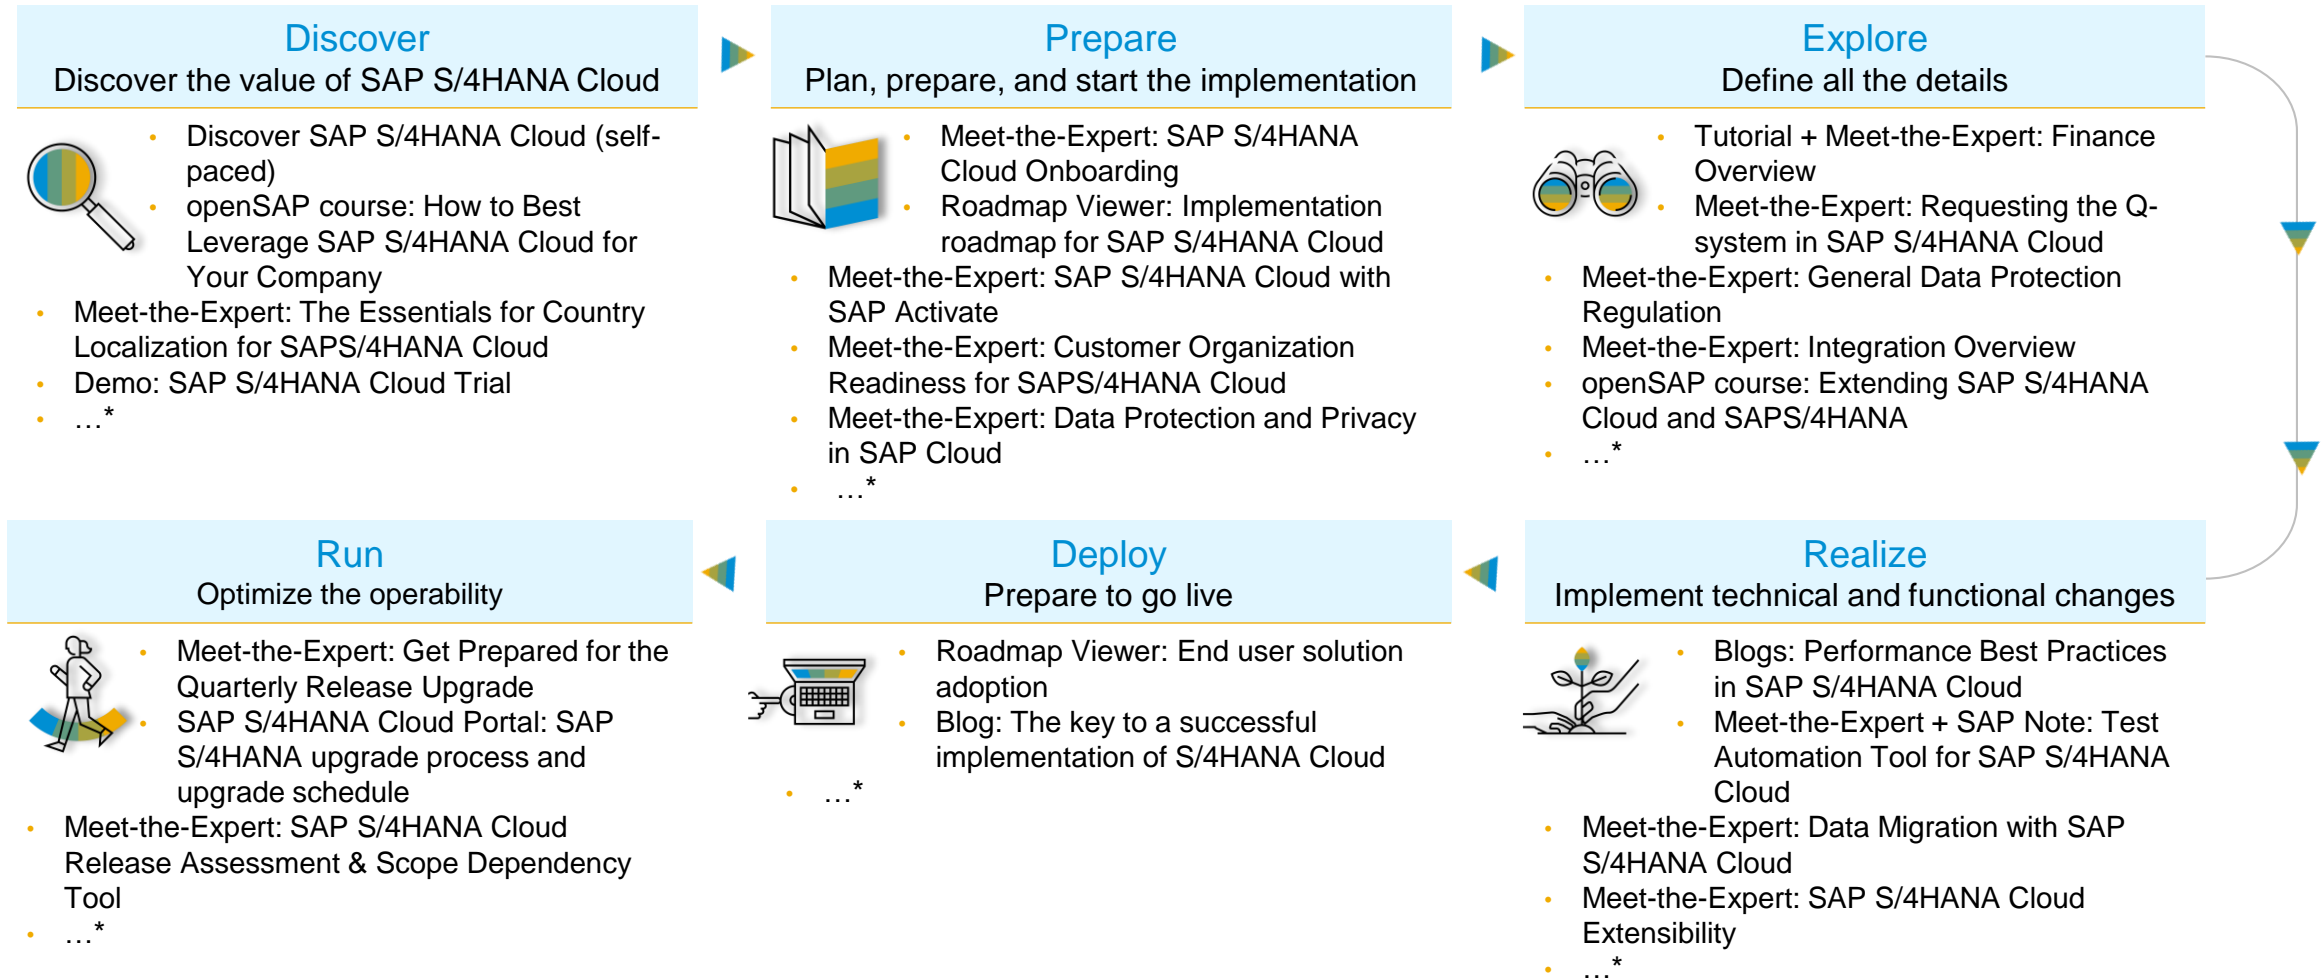 Discover
Discover the value of SAP S/4HANA Cloud
• Discover SAP S/4HANA Cloud (self-
paced)
• openSAP course: How to Best
Leverage SAP S/4HANA Cloud for
Your Company
• Meet-the-Expert: The Essentials for Country
Localization for SAPS/4HANA Cloud
• Demo: SAP S/4HANA Cloud Trial
• …*
Prepare
Plan, prepare, and start the implementation
• Meet-the-Expert: SAP S/4HANA
Cloud Onboarding
• Roadmap Viewer: Implementation
roadmap for SAP S/4HANA Cloud
• Meet-the-Expert: SAP S/4HANA Cloud with
SAP Activate
• Meet-the-Expert: Customer Organization
Readiness for SAPS/4HANA Cloud
• Meet-the-Expert: Data Protection and Privacy
in SAP Cloud
• …*
Explore
Define all the details
• Tutorial + Meet-the-Expert: Finance
Overview
• Meet-the-Expert: Requesting the Q-
system in SAP S/4HANA Cloud
• Meet-the-Expert: General Data Protection
Regulation
• Meet-the-Expert: Integration Overview
• openSAP course: Extending SAP S/4HANA
Cloud and SAPS/4HANA
• …*
Run
Optimize the operability
• Meet-the-Expert: Get Prepared for the
Quarterly Release Upgrade
• SAP S/4HANA Cloud Portal: SAP
S/4HANA upgrade process and
upgrade schedule
• Meet-the-Expert: SAP S/4HANA Cloud
Release Assessment & Scope Dependency
Tool
• …*
Deploy
Prepare to go live
• Roadmap Viewer: End user solution
adoption
• Blog: The key to a successful
implementation of S/4HANA Cloud
• …*
Realize
Implement technical and functional changes
• Blogs: Performance Best Practices
in SAP S/4HANA Cloud
• Meet-the-Expert + SAP Note: Test
Automation Tool for SAP S/4HANA
Cloud
• Meet-the-Expert: Data Migration with SAP
S/4HANA Cloud
• Meet-the-Expert: SAP S/4HANA Cloud
Extensibility
• …*